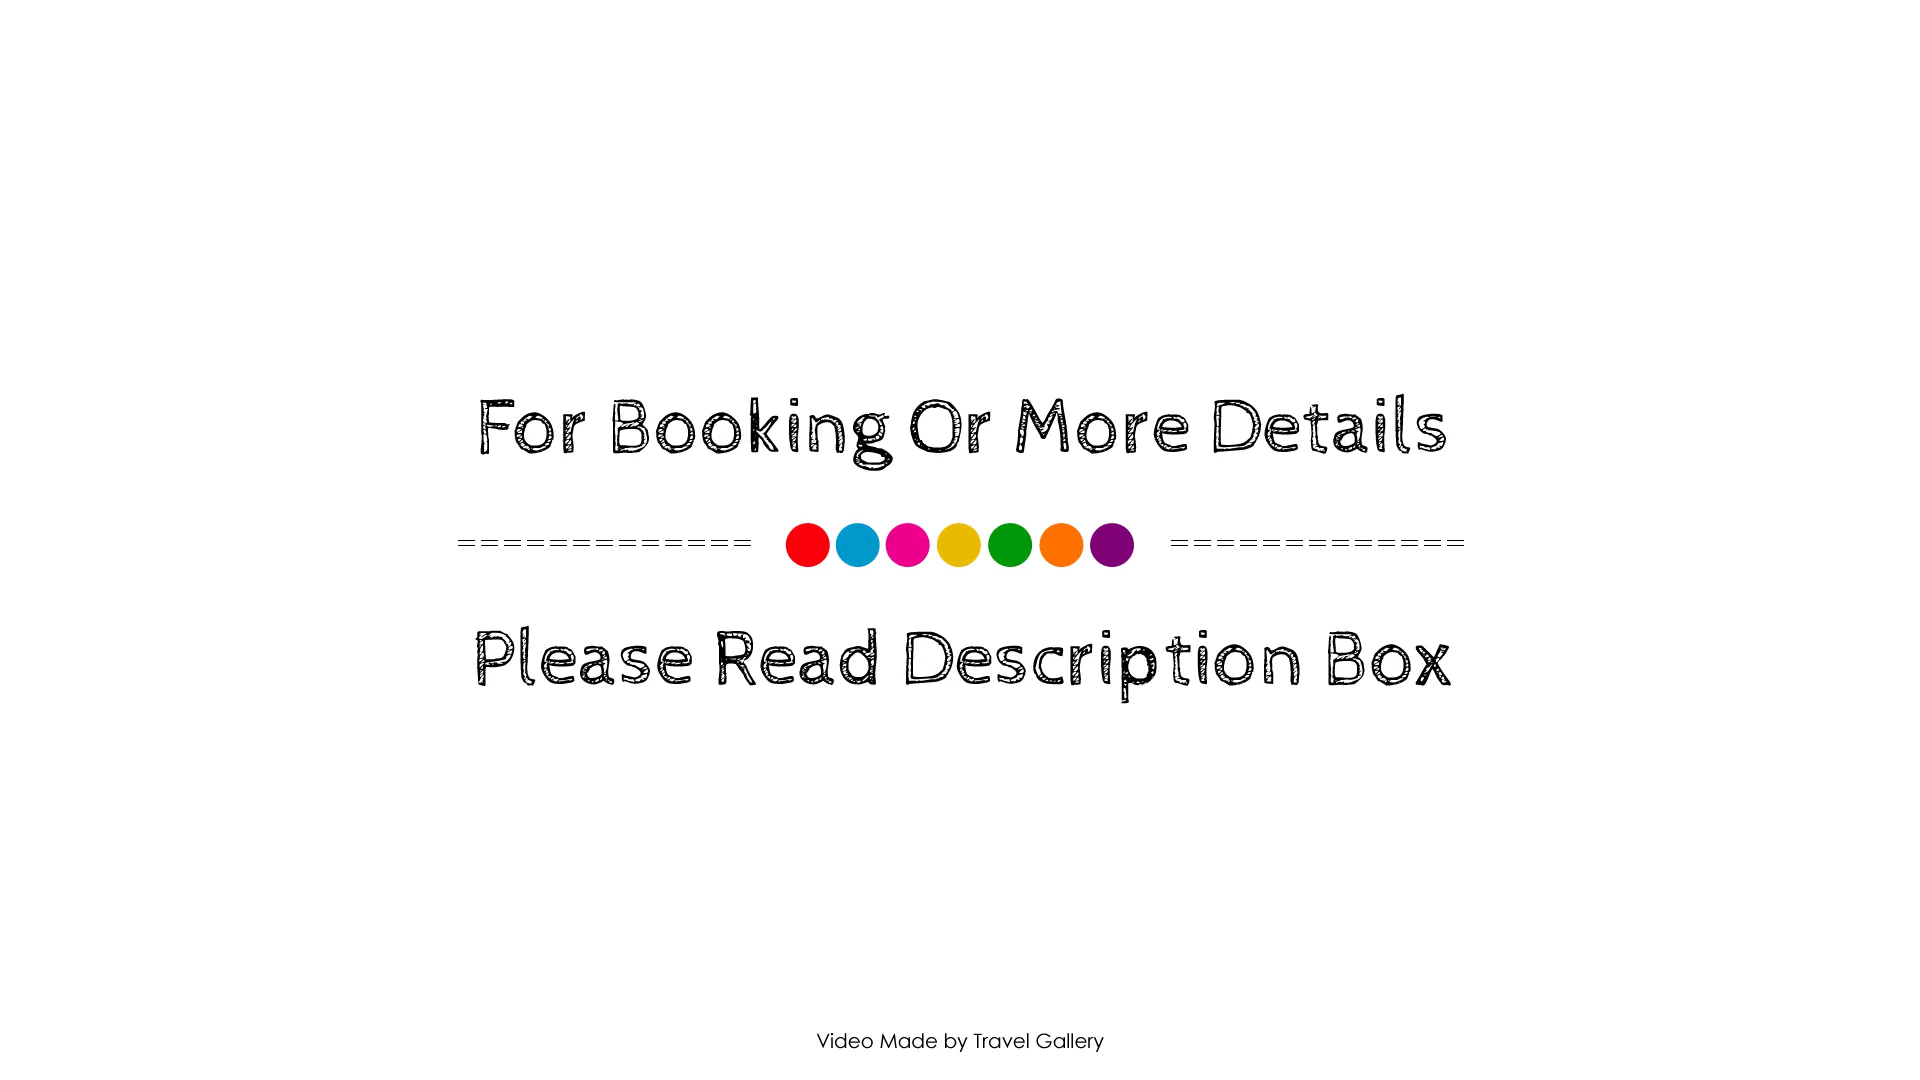 For Booking Or More Details
============= =============
Please Read Description Box
Video Made by Travel Gallery